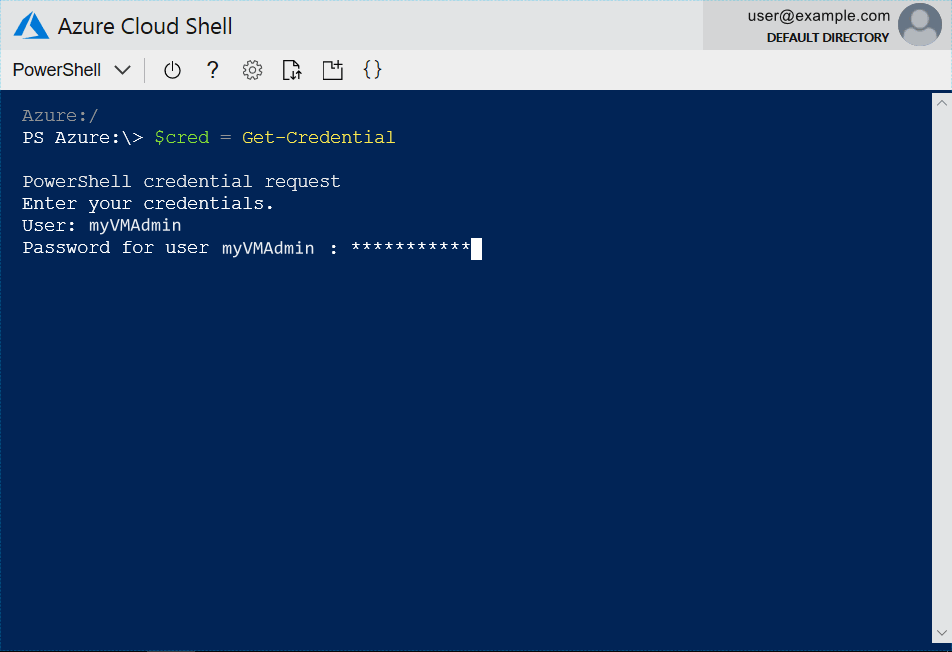 Azure Cloud Shell
user@example.com
DEFAULT DIRECTORY
PowerShell ? {}
Azure:/
PS Azure:\> $cred = Get-Credential
PowerShell credential request
Enter your credentials.
User: myVMAdmin
Password for user myVMAdmin : ***********